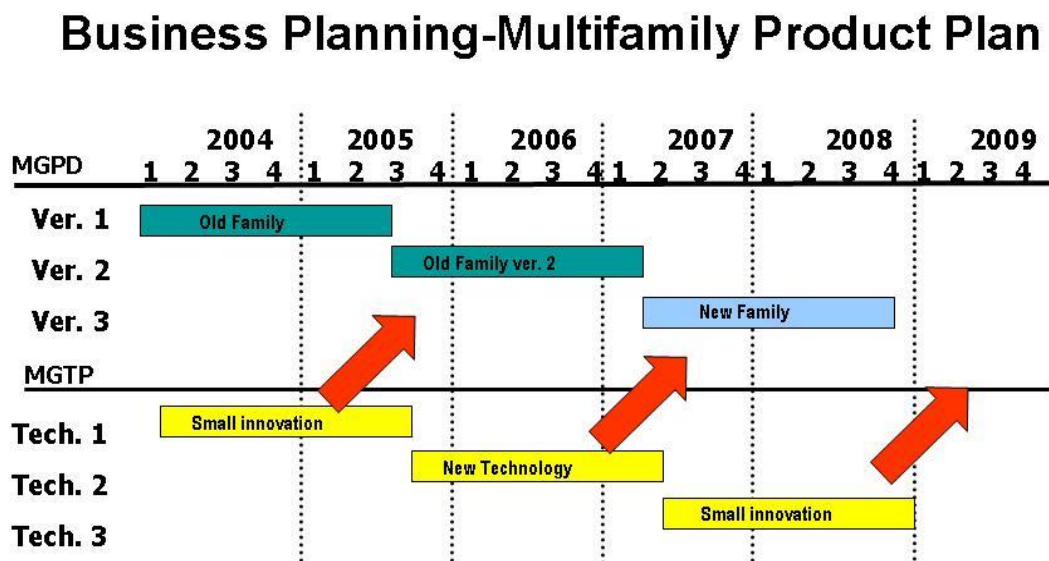 Business Planning-Multifamily Product Plan
2004 2005 2006 2007 2008 2009
MGPD 1 2 3 4 1 2 3 4 1 2 3 4 1 2 3 4 1 2 3 4 1 2 3 4
Ver. 1 Old Family
Ver. 2 Old Family ver. 2
Ver. 3 New Family
MGTP
Tech. 1 Small innovation
Tech. 2 New Technology
Tech. 3 Small innovation